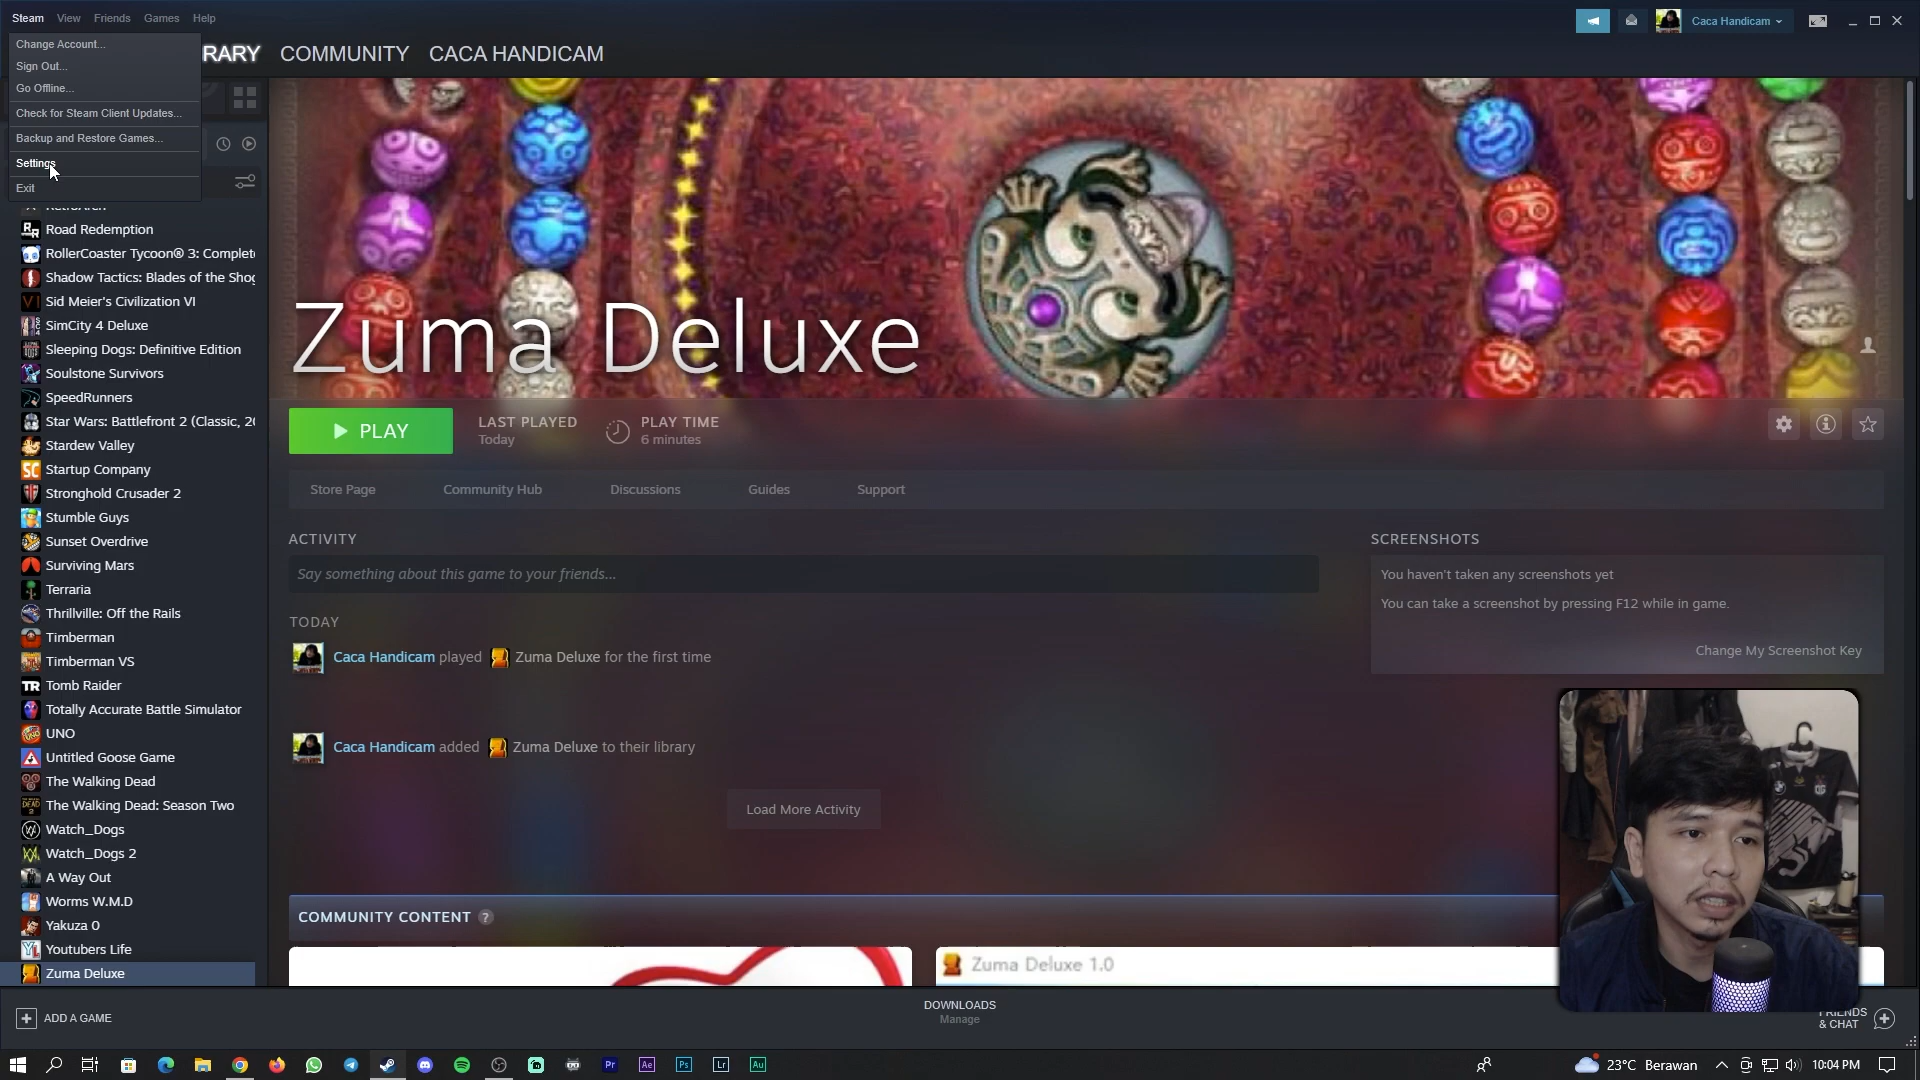 Steam View Friends Games Help
Caca Handicam
Change Account...
RARY COMMUNITY CACA HANDICAM
Sign Out...
Go Offline...
Check for Steam Client Updates...
Backup and Restore Games...
Settings
Exit
RetroArch
Road Redemption
RollerCoaster Tycoon® 3: Complet
Shadow Tactics: Blades of the Shog
Sid Meier's Civilization VI
SimCity 4 Deluxe
Sleeping Dogs: Definitive Edition
Soulstone Survivors
SpeedRunners
Star Wars: Battlefront 2 (Classic, 20
Stardew Valley
Startup Company
Stronghold Crusader 2
Stumble Guys
Sunset Overdrive
Surviving Mars
Terraria
Thrillville: Off the Rails
Timberman
Timberman VS
Tomb Raider
Totally Accurate Battle Simulator
UNO
Untitled Goose Game
The Walking Dead
The Walking Dead: Season Two
Watch_Dogs
Watch_Dogs 2
A Way Out
Worms W.M.D
Yakuza 0
Youtubers Life
Zuma Deluxe
Zuma Deluxe
PLAY
LAST PLAYED
Today
PLAY TIME
6 minutes
Store Page Community Hub Discussions Guides Support
ACTIVITY
Say something about this game to your friends...
TODAY
Caca Handicam played Zuma Deluxe for the first time
Caca Handicam added Zuma Deluxe to their library
Load More Activity
SCREENSHOTS
You haven't taken any screenshots yet
You can take a screenshot by pressing F12 while in game.
Change My Screenshot Key
COMMUNITY CONTENT ?
Zuma Deluxe 1.0
ADD A GAME
DOWNLOADS
Manage
FRIENDS
& CHAT
Pr Ae Ps Lr Au
23°C Berawan
10:04 PM